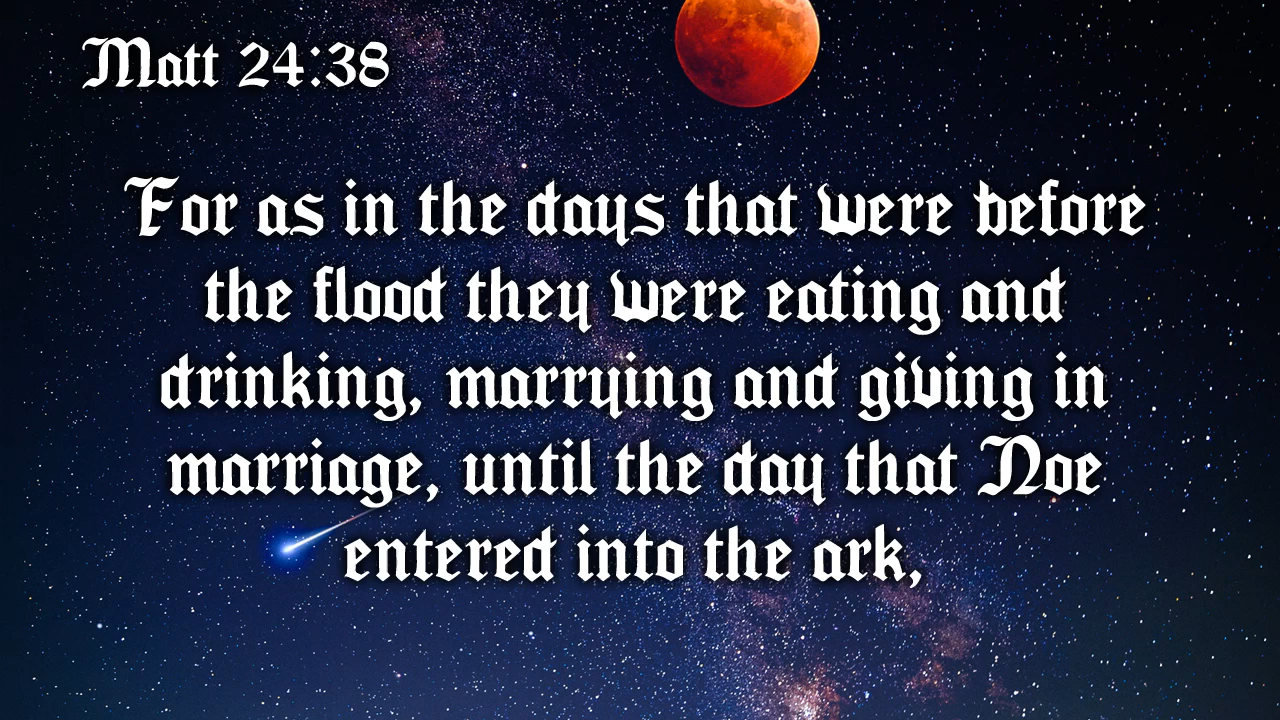 Matt 24:38
For as in the days that were before
the flood they were eating and
drinking, marrying and giving in
marriage, until the day that Noe
entered into the ark,